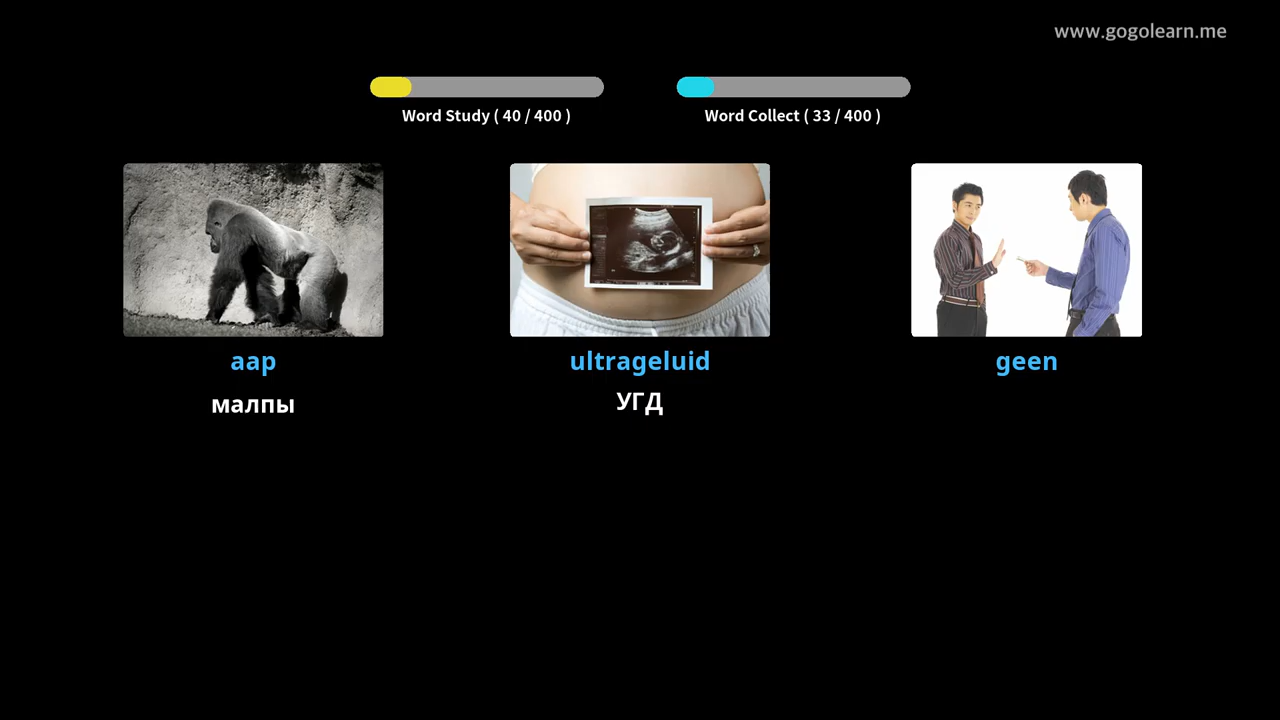 www.gogolearn.me
Word Study ( 40 / 400 )
Word Collect ( 33 / 400 )
aap
ultrageluid
geen
малпы
УГД